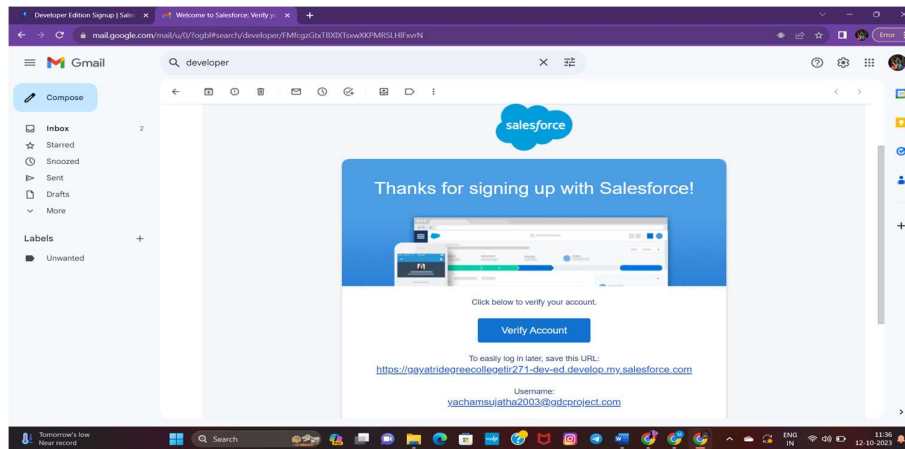 Developer Edition Signup | Sales
Welcome to Salesforce: Verify yo
mail.google.com/mail/u/0/?ogbl#search/developer/FMfcgzGtxTBXlXTsxwXKPMRSLHlFxvrN
Error
Gmail
developer
Compose
Inbox 2
Starred
Snoozed
Sent
Drafts
More
Labels
Unwanted
salesforce
Thanks for signing up with Salesforce!
Click below to verify your account.
Verify Account
To easily log in later, save this URL:
https://gayatridegreecollegetir271-dev-ed.develop.my.salesforce.com
Username:
yachamsujatha2003@gdcproject.com
Tomorrow's low
Near record
Search
ENG
IN
11:36
12-10-2023